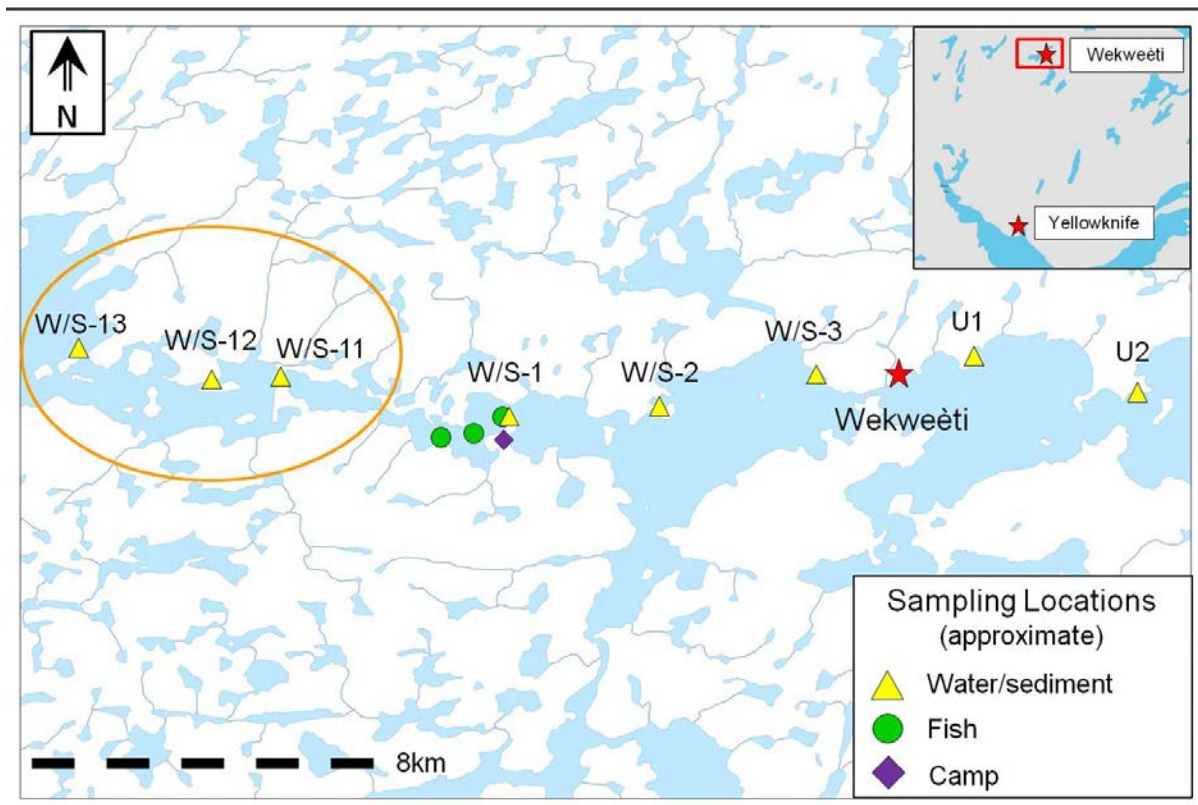 N
Wekweètì
Yellowknife
W/S-13
W/S-12
W/S-11
W/S-1
W/S-2
W/S-3
U1
U2
Wekweètì
Sampling Locations
(approximate)
Water/sediment
Fish
Camp
8km